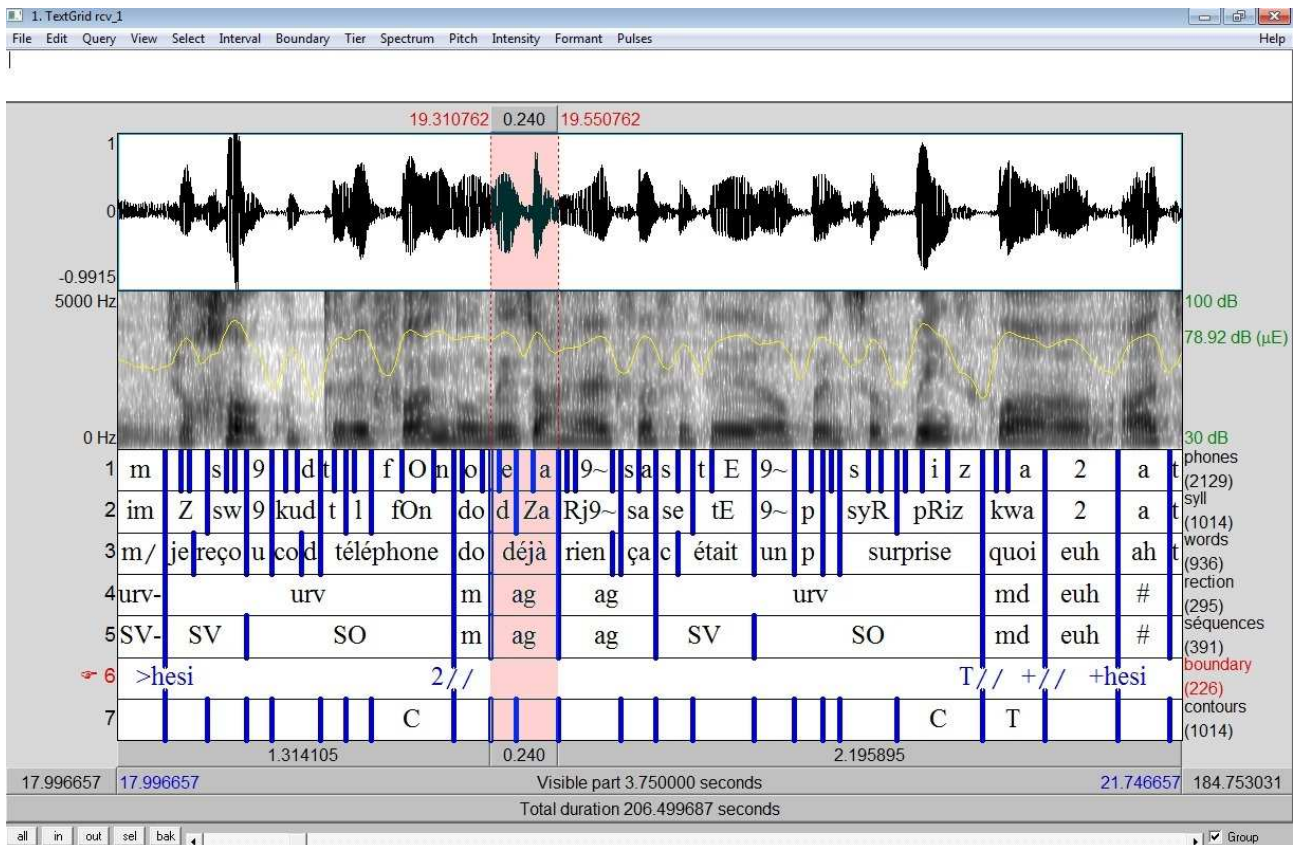 1. TextGrid rcv_1
File Edit Query View Select Interval Boundary Tier Spectrum Pitch Intensity Formant Pulses Help
19.310762 0.240 19.550762
1
0
-0.9915
5000 Hz 100 dB
78.92 dB (µE)
0 Hz 30 dB
1 m s 9 d t f O n o e a 9~ s a s t E 9~ s i z a 2 a t phones (2129)
2 im Z sw 9 kud t l fOn do d Za Rj9~ sa se tE 9~ p syR pRiz kwa 2 a t syll (1014)
3 m/ je reço u cod téléphone do déjà rien ça c était un p surprise quoi euh ah t words (936)
4 urv- urv m ag ag urv md euh # rection (295)
5 SV- SV SO m ag ag SV SO md euh # séquences (391)
6 >hesi 2// T// +// +hesi boundary (226)
7 C C T contours (1014)
1.314105 0.240 2.195895
17.996657 17.996657 Visible part 3.750000 seconds 21.746657 184.753031
Total duration 206.499687 seconds
all in out sel bak Group